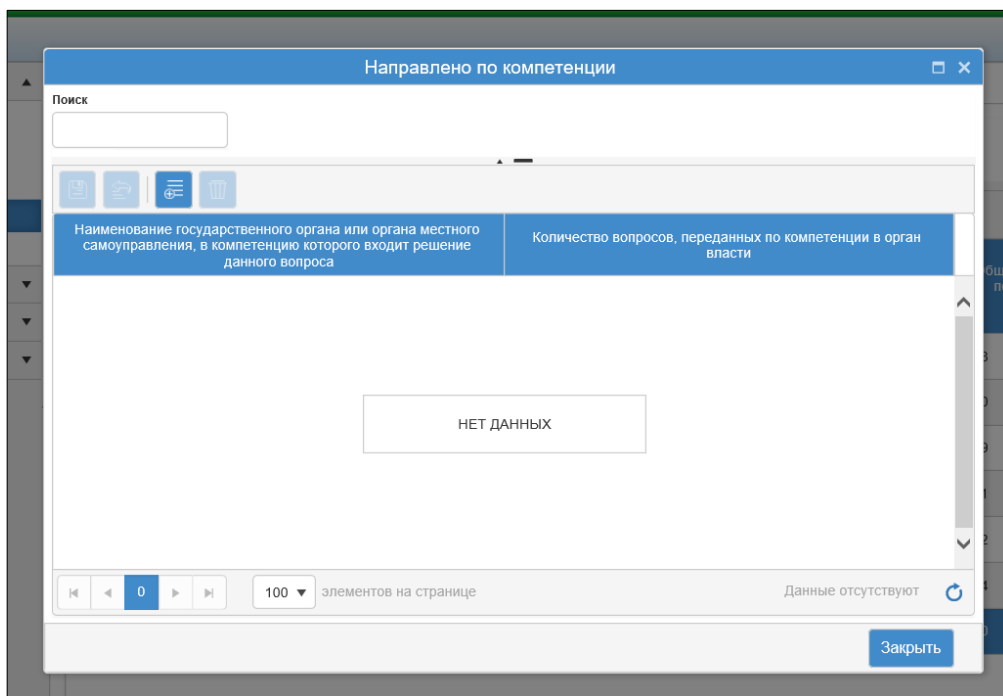 Направлено по компетенции
Поиск
Наименование государственного органа или органа местного
самоуправления, в компетенцию которого входит решение
данного вопроса
Количество вопросов, переданных по компетенции в орган
власти
НЕТ ДАННЫХ
0
100
элементов на странице
Данные отсутствуют
Закрыть